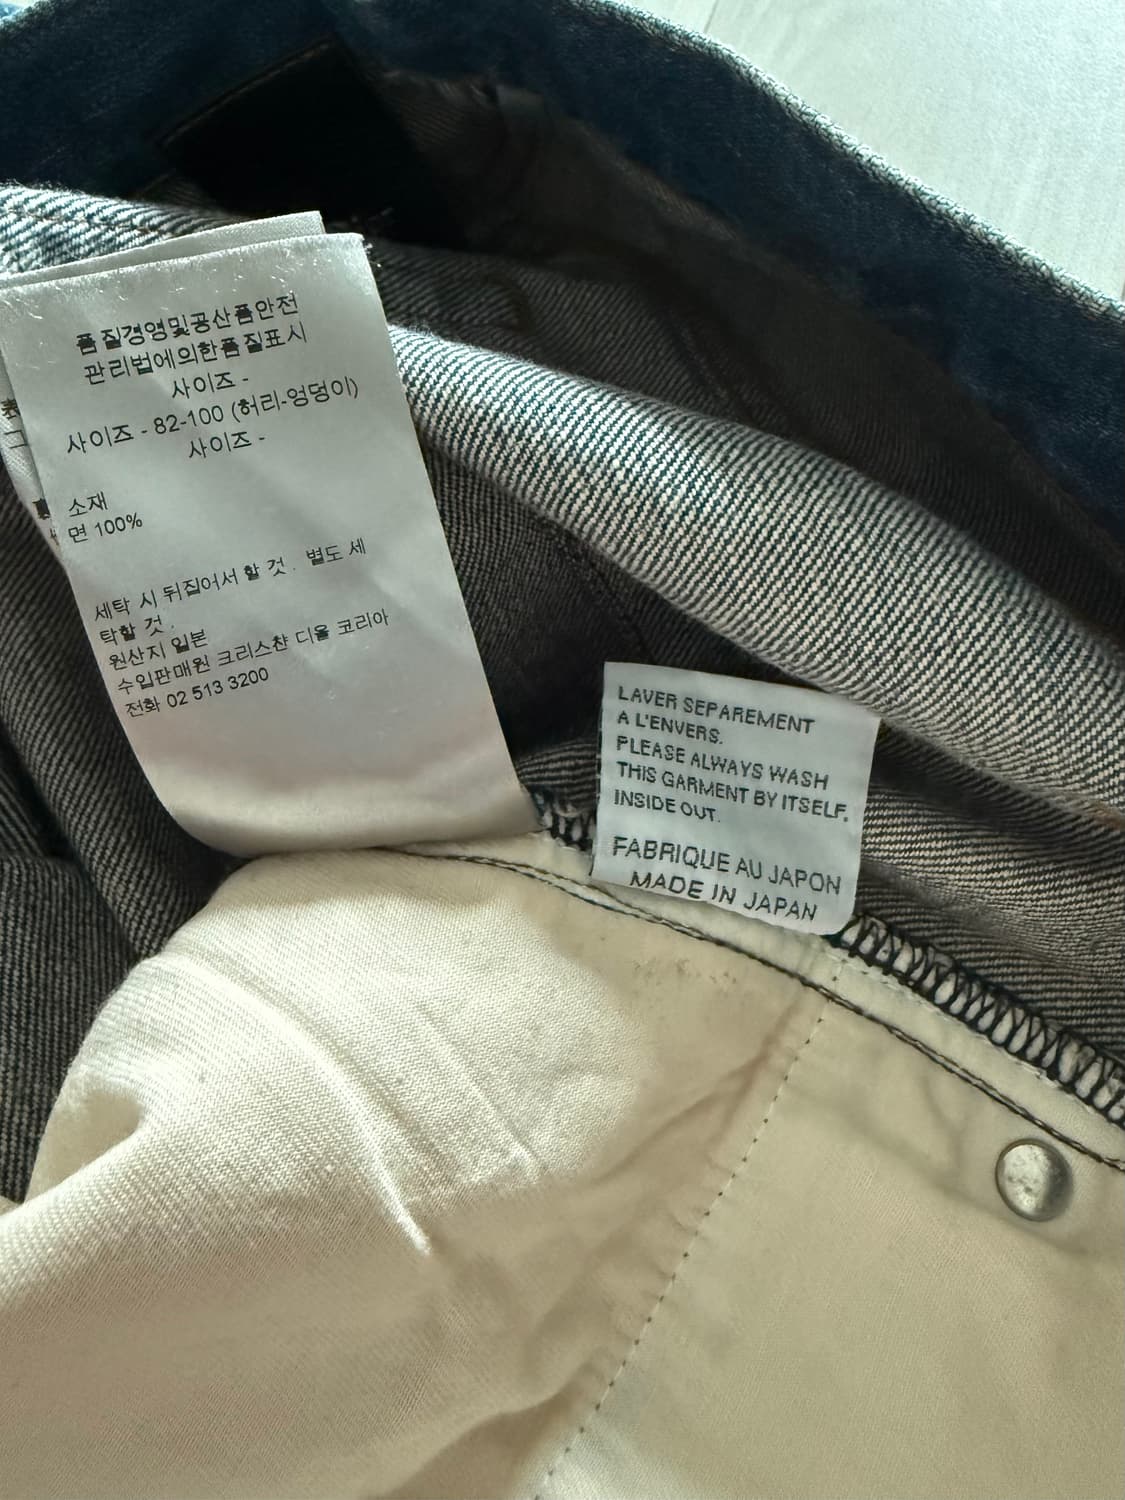 품질경영및공산품안전
관리법에의한품질표시
사이즈 -
사이즈 - 82-100 (허리-엉덩이)
사이즈 -
소재
면 100%
세탁 시 뒤집어서 할 것 . 별도 세
탁할 것 .
원산지 일본
수입판매원 크리스챤 디올 코리아
전화 02 513 3200
LAVER SEPAREMENT
A L'ENVERS.
PLEASE ALWAYS WASH
THIS GARMENT BY ITSELF.
INSIDE OUT.
FABRIQUE AU JAPON
MADE IN JAPAN